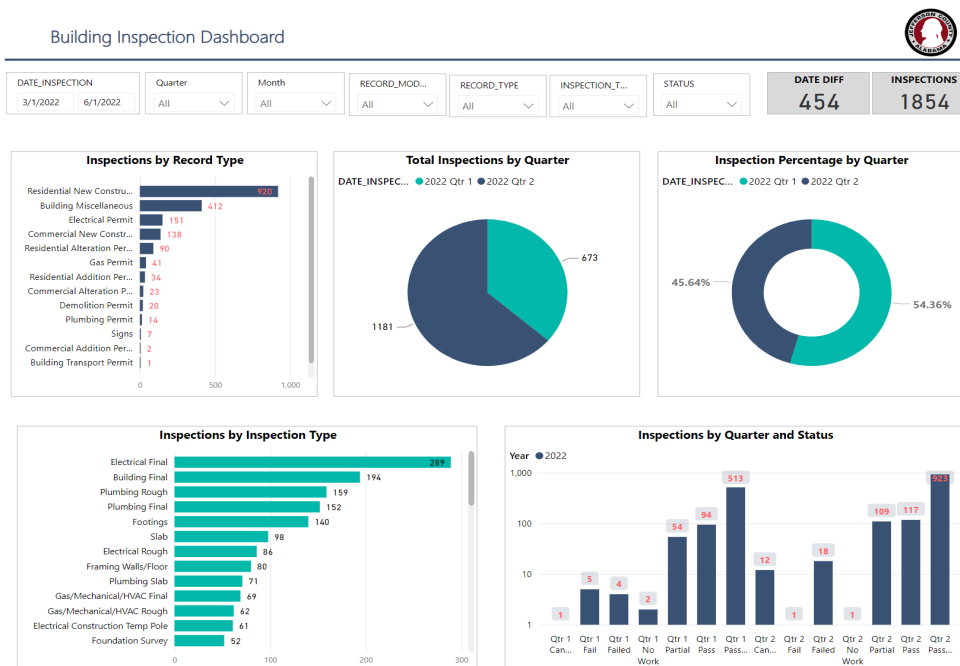 Building Inspection Dashboard
JEFFERSON COUNTY
ALABAMA
DATE_INSPECTION
3/1/2022 6/1/2022
Quarter
All
Month
All
RECORD_MOD...
All
RECORD_TYPE
All
INSPECTION_T...
All
STATUS
All
DATE DIFF
454
INSPECTIONS
1854
Inspections by Record Type
Residential New Constru... 920
Building Miscellaneous 412
Electrical Permit 151
Commercial New Constr... 138
Residential Alteration Per... 90
Gas Permit 41
Residential Addition Per... 34
Commercial Alteration P... 23
Demolition Permit 20
Plumbing Permit 14
Signs 7
Commercial Addition Per... 2
Building Transport Permit 1
0 500 1,000
Total Inspections by Quarter
DATE_INSPEC... 2022 Qtr 1 2022 Qtr 2
673
1181
Inspection Percentage by Quarter
DATE_INSPEC... 2022 Qtr 1 2022 Qtr 2
45.64%
54.36%
Inspections by Inspection Type
Electrical Final 289
Building Final 194
Plumbing Rough 159
Plumbing Final 152
Footings 140
Slab 98
Electrical Rough 86
Framing Walls/Floor 80
Plumbing Slab 71
Gas/Mechanical/HVAC Final 69
Gas/Mechanical/HVAC Rough 62
Electrical Construction Temp Pole 61
Foundation Survey 52
0 100 200 300
Inspections by Quarter and Status
Year 2022
1,000
100
10
1
1 5 4 2 54 94 513 12 1 18 1 109 117 923
Qtr 1 Qtr 1 Qtr 1 Qtr 1 Qtr 1 Qtr 1 Qtr 1 Qtr 2 Qtr 2 Qtr 2 Qtr 2 Qtr 2 Qtr 2 Qtr 2
Can... Fail Failed No Partial Pass Pass... Can... Fail Failed No Partial Pass Pass...
Work Work